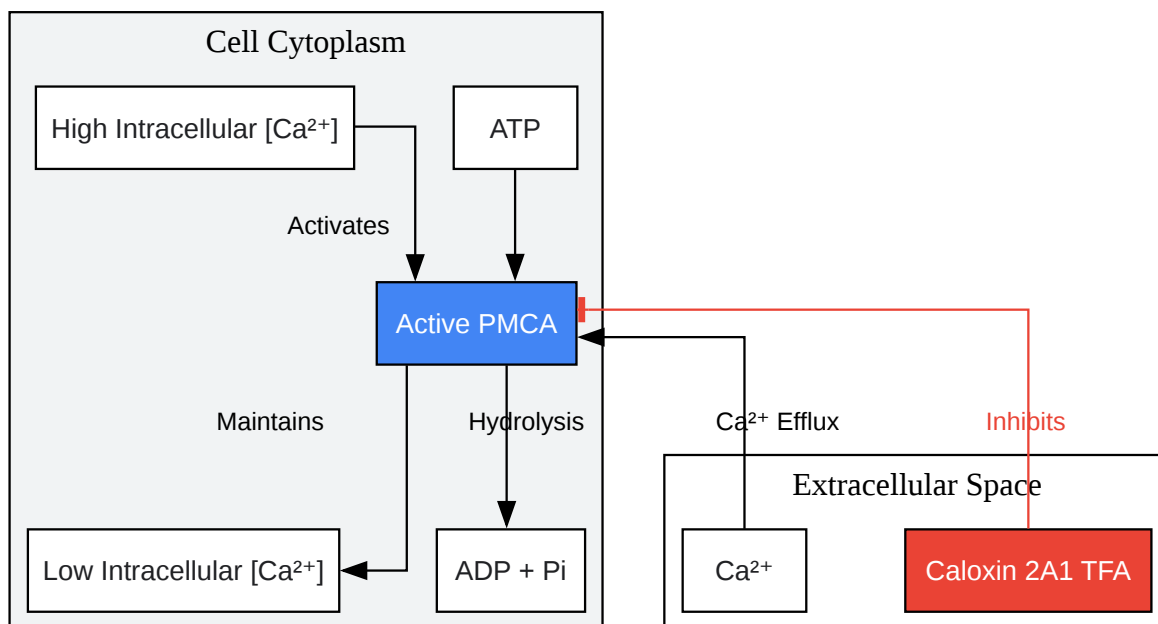 Cell Cytoplasm
High Intracellular [Ca²⁺]
ATP
Activates
Active PMCA
Maintains
Hydrolysis
Ca²⁺ Efflux
Inhibits
Extracellular Space
Low Intracellular [Ca²⁺]
ADP + Pi
Ca²⁺
Caloxin 2A1 TFA